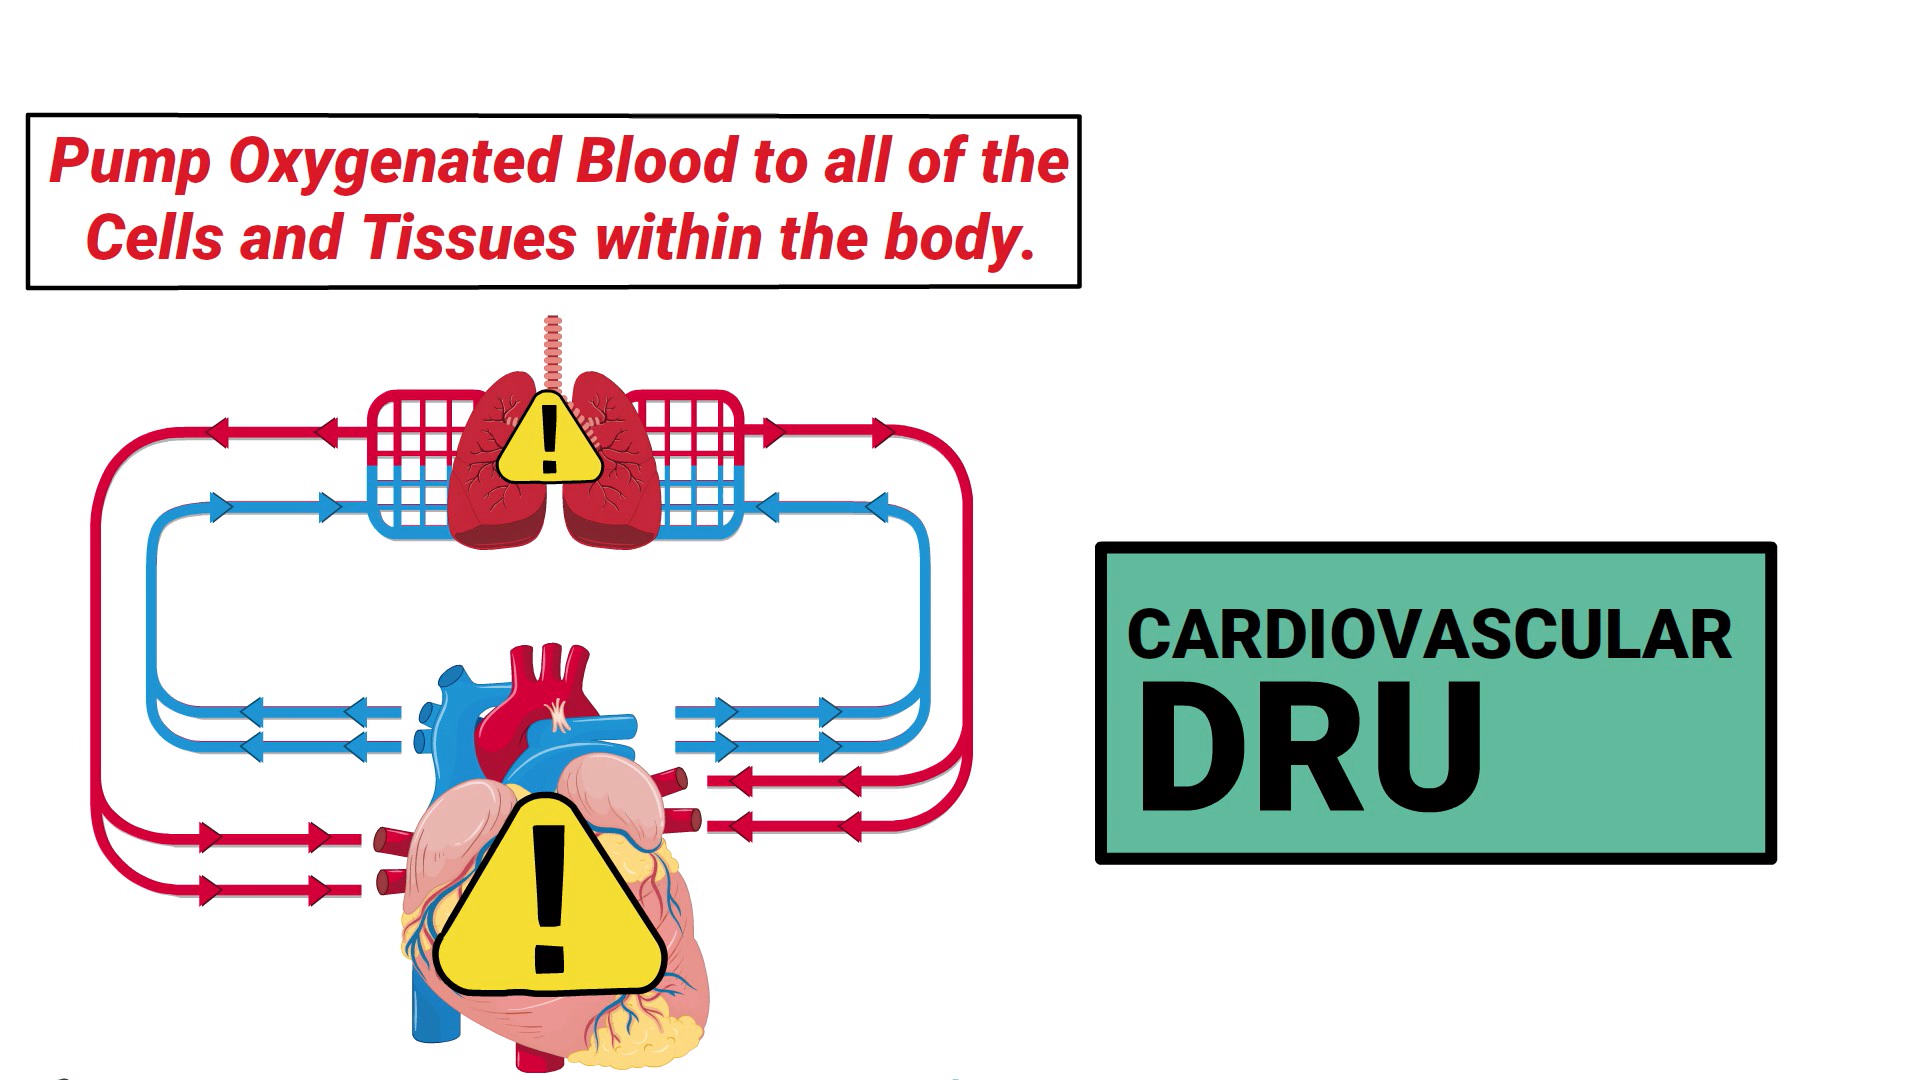 Pump Oxygenated Blood to all of the
Cells and Tissues within the body.
!
!
CARDIOVASCULAR
DRU